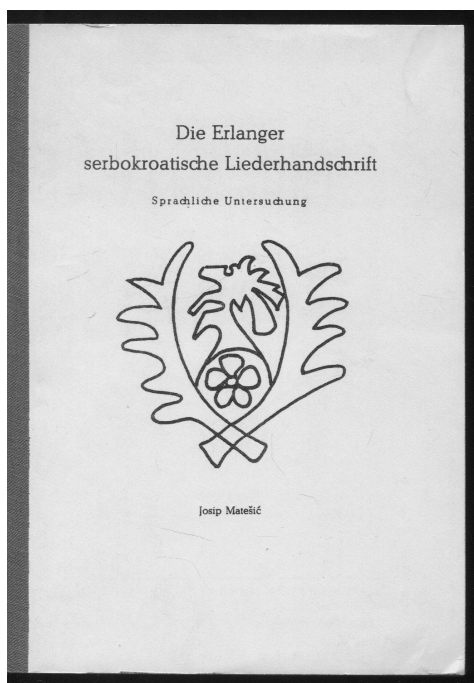 Die Erlanger
serbokroatische Liederhandschrift
Sprachliche Untersuchung
Josip Matešić